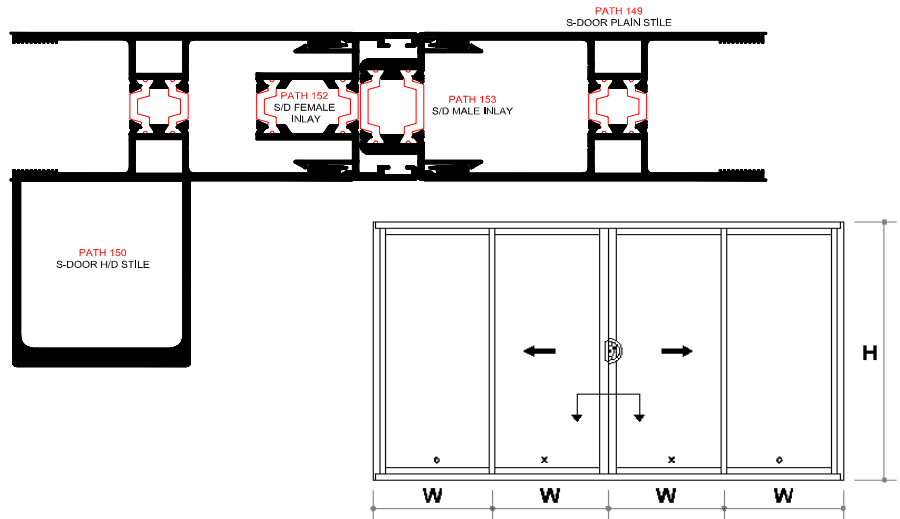 PATH 149
S-DOOR PLAIN STİLE
PATH 152
S/D FEMALE
INLAY
PATH 153
S/D MALE INLAY
PATH 150
S-DOOR H/D STİLE
H
W W W W